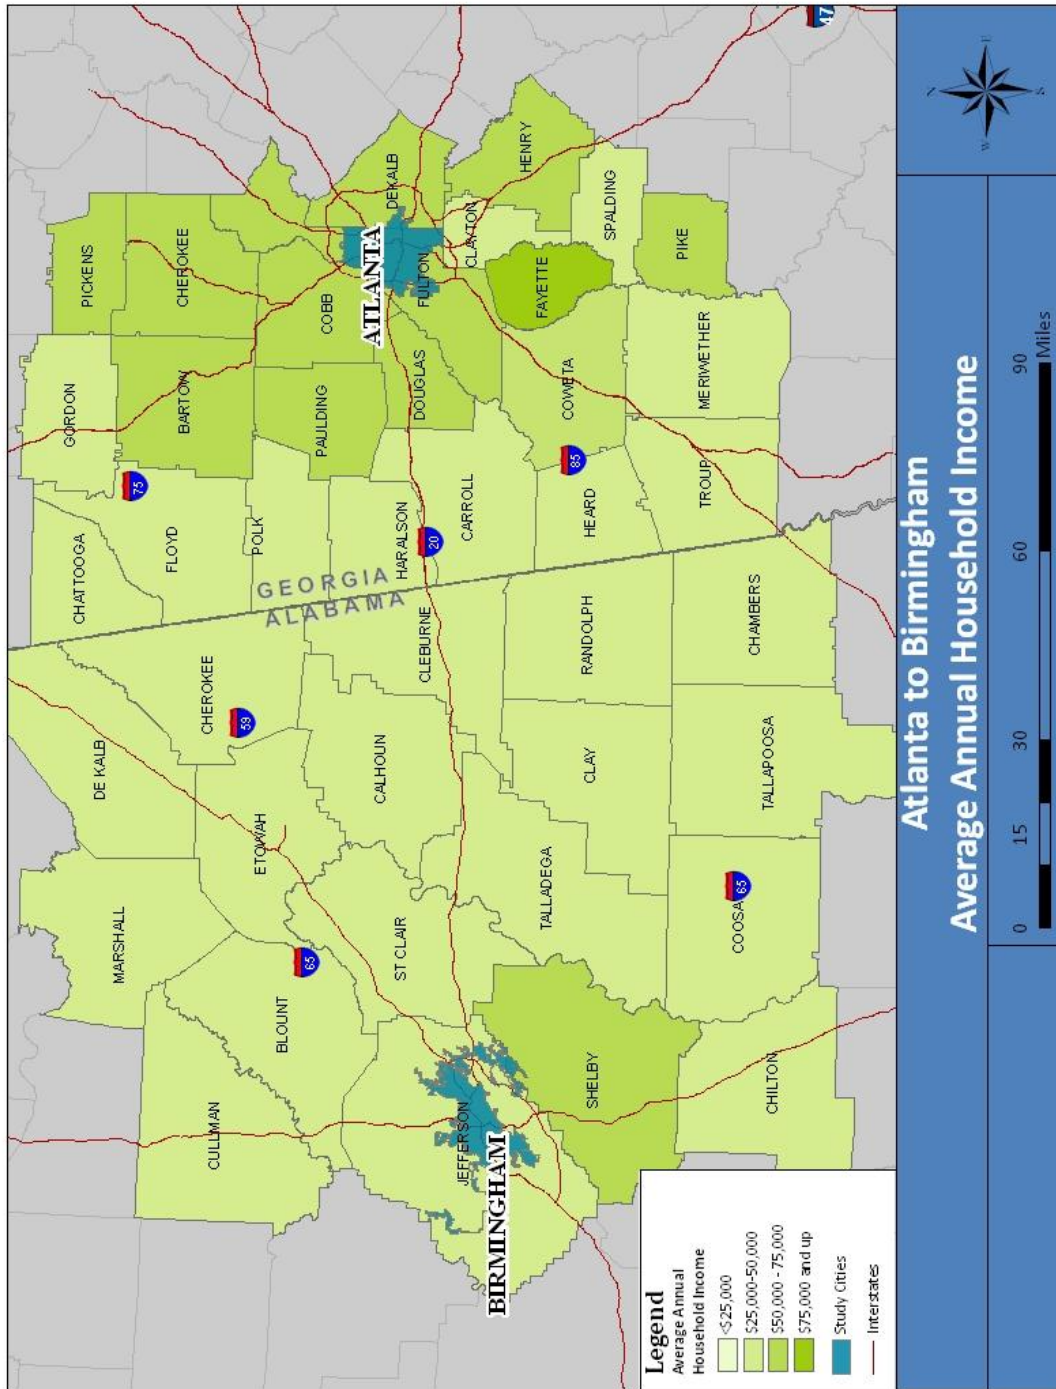 PICKENS
GORDON
CHEROKEE
BARTOW
75
CHATTOOGA
FLOYD
COBB
PAULDING
POLK
DEKALB
ATLANTA
FULTON
DOUGLAS
HARALSON
20
CARROLL
CLAYTON
HENRY
FAYETTE
COWETA
85
HEARD
SPALDING
PIKE
MERIWETHER
TROUP
47
GEORGIA
ALABAMA
DE KALB
CHEROKEE
59
MARSHALL
ETOWAH
CALHOUN
CLEBURNE
CULLMAN
BLOUNT
65
ST CLAIR
TALLADEGA
CLAY
RANDOLPH
JEFFERSON
BIRMINGHAM
SHELBY
COOSA
65
TALLAPOOSA
CHAMBERS
CHILTON
Legend
Average Annual
Household Income
<$25,000
$25,000-50,000
$50,000 - 75,000
$75,000 and up
Study Cities
Interstates
Atlanta to Birmingham
Average Annual Household Income
0 15 30 60 90
Miles
N
W E
S